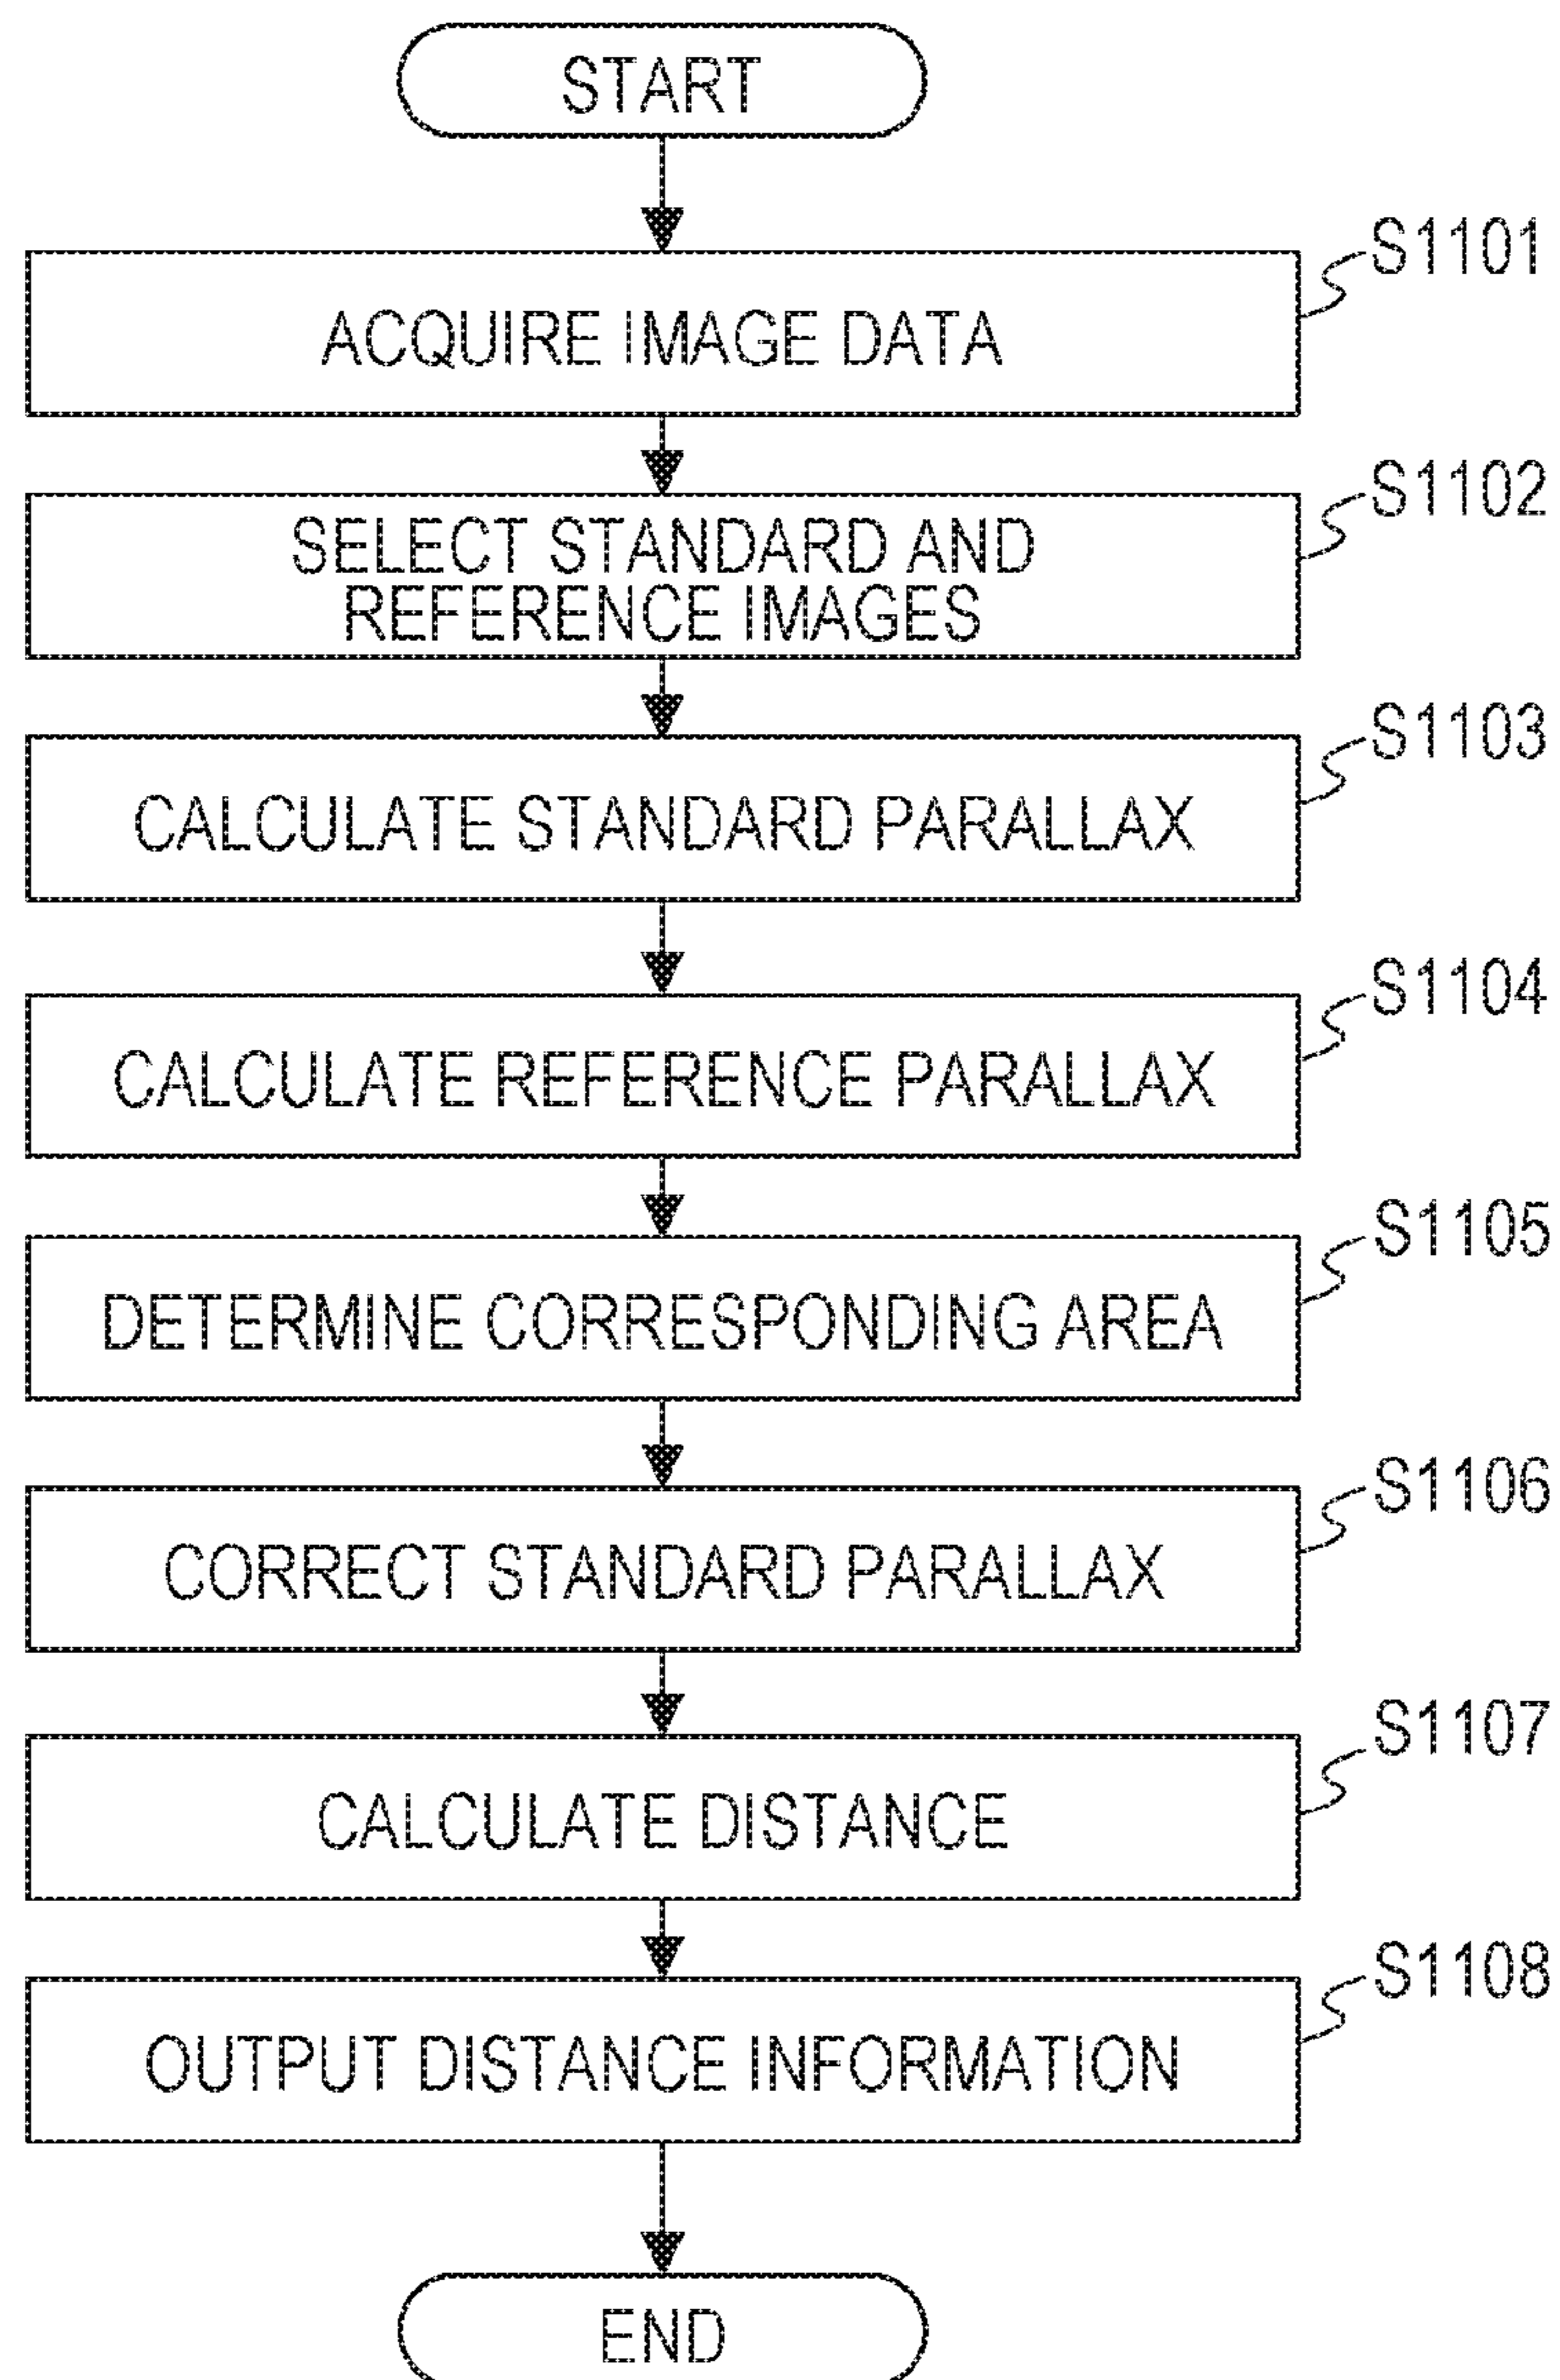 START
S1101
ACQUIRE IMAGE DATA
S1102
SELECT STANDARD AND
REFERENCE IMAGES
S1103
CALCULATE STANDARD PARALLAX
S1104
CALCULATE REFERENCE PARALLAX
S1105
DETERMINE CORRESPONDING AREA
S1106
CORRECT STANDARD PARALLAX
S1107
CALCULATE DISTANCE
S1108
OUTPUT DISTANCE INFORMATION
END